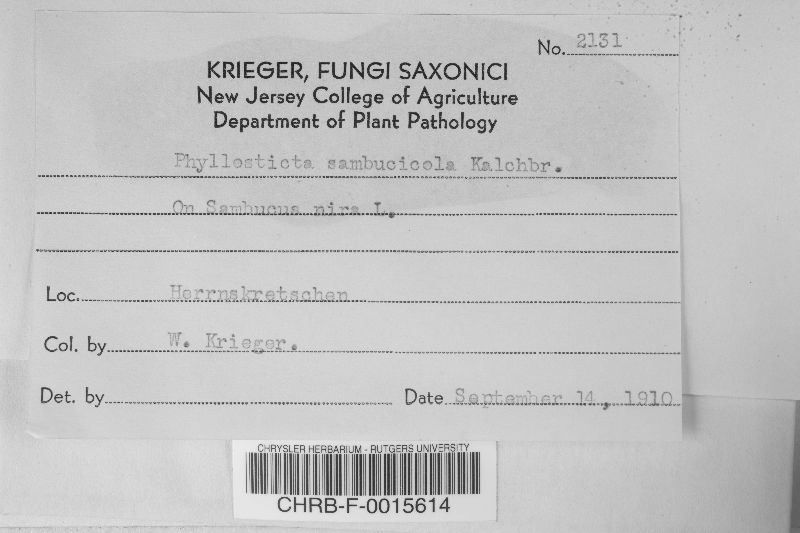 No. 2131
KRIEGER, FUNGI SAXONICI
New Jersey College of Agriculture
Department of Plant Pathology
Phyllosticta sambucicola Kalchbr.
On Sambucus nira L.
Loc. Herrnskretschen
Col. by W. Krieger.
Det. by Date September 14, 1910
CHRYSLER HERBARIUM - RUTGERS UNIVERSITY
CHRB-F-0015614